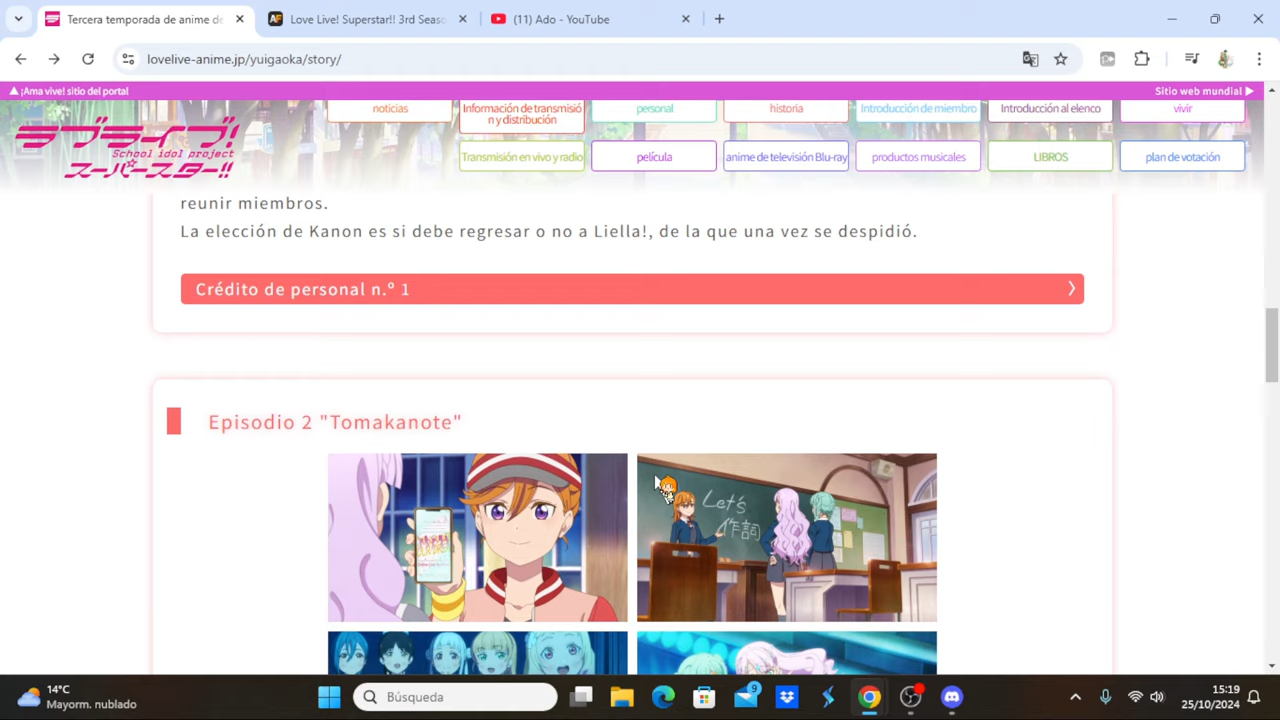 Tercera temporada de anime de
Love Live! Superstar!! 3rd Seaso
(11) Ado - YouTube
lovelive-anime.jp/yuigaoka/story/
▲ ¡Ama vive! sitio del portal
Sitio web mundial ▶
noticias
Información de transmisió
n y distribución
personal
historia
Introducción de miembro
Introducción al elenco
vivir
ラブライブ!
School idol project
スーパースター!!
Transmisión en vivo y radio
película
anime de televisión Blu-ray
productos musicales
LIBROS
plan de votación
reunir miembros.
La elección de Kanon es si debe regresar o no a Liella!, de la que una vez se despidió.
Crédito de personal n.º 1
Episodio 2 "Tomakanote"
Let's
作詞
14°C
Mayorm. nublado
Búsqueda
9
15:19
25/10/2024